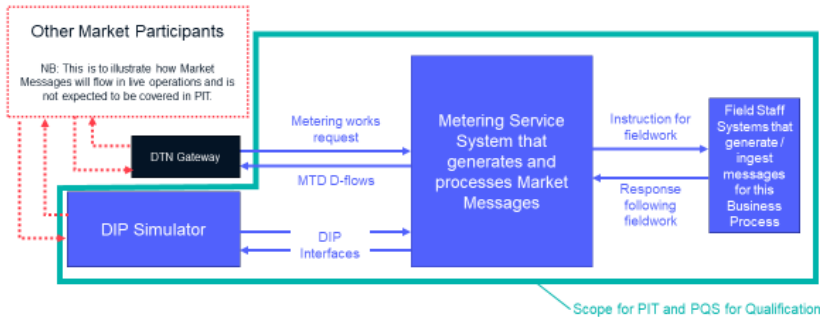 Other Market Participants
NB: This is to illustrate how Market
Messages will flow in live operations and is
not expected to be covered in PIT.
DTN Gateway
Metering works
request
MTD D-flows
DIP Simulator
DIP
Interfaces
Metering Service
System that
generates and
processes Market
Messages
Instruction for
fieldwork
Response
following
fieldwork
Field Staff
Systems that
generate /
ingest
messages
for this
Business
Process
Scope for PIT and PQS for Qualification